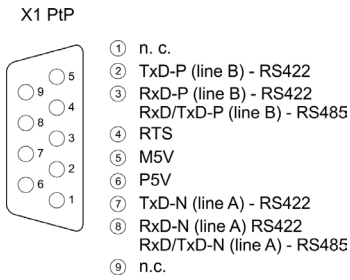 X1 PtP
5
9
4
8
3
7
2
6
1
① n. c.
② TxD-P (line B) - RS422
③ RxD-P (line B) - RS422
RxD/TxD-P (line B) - RS485
④ RTS
⑤ M5V
⑥ P5V
⑦ TxD-N (line A) - RS422
⑧ RxD-N (line A) RS422
RxD/TxD-N (line A) - RS485
⑨ n.c.